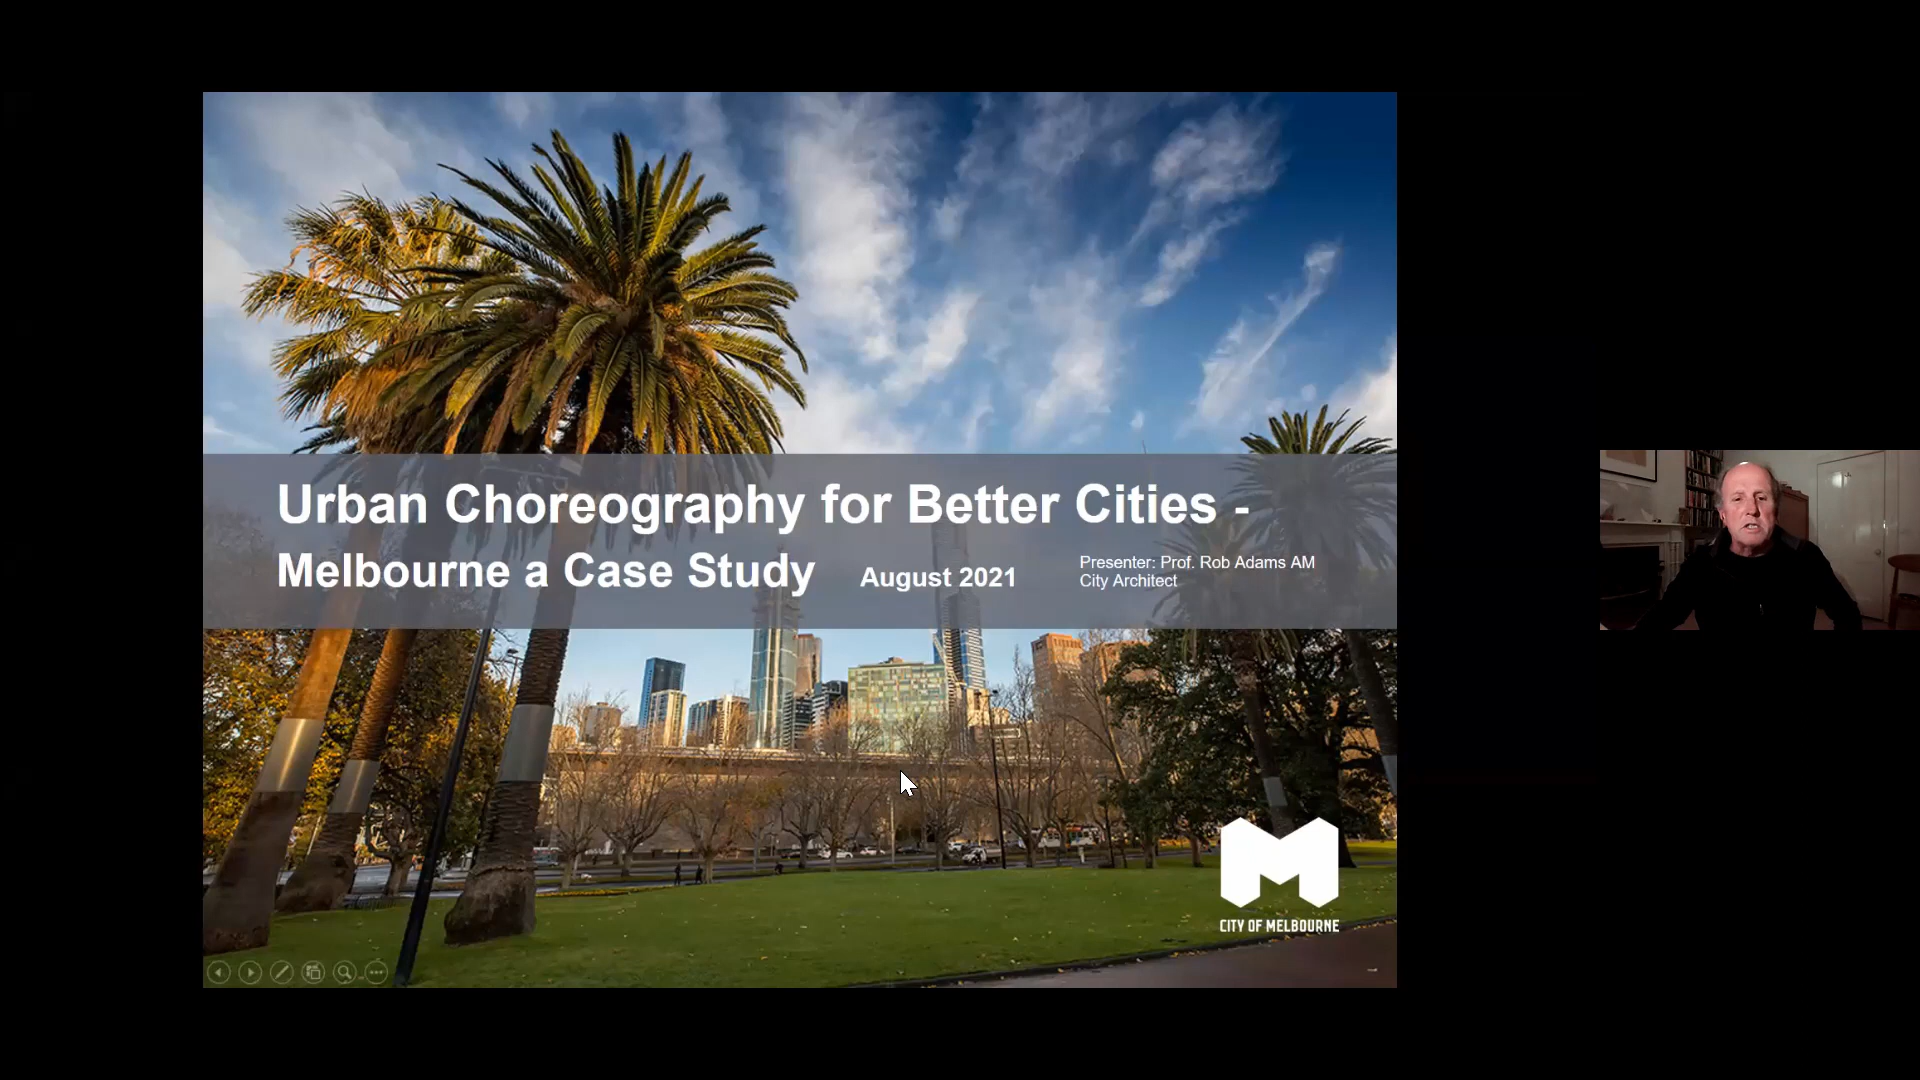 Urban Choreography for Better Cities -
Melbourne a Case Study
August 2021
Presenter: Prof. Rob Adams AM
City Architect
CITY OF MELBOURNE